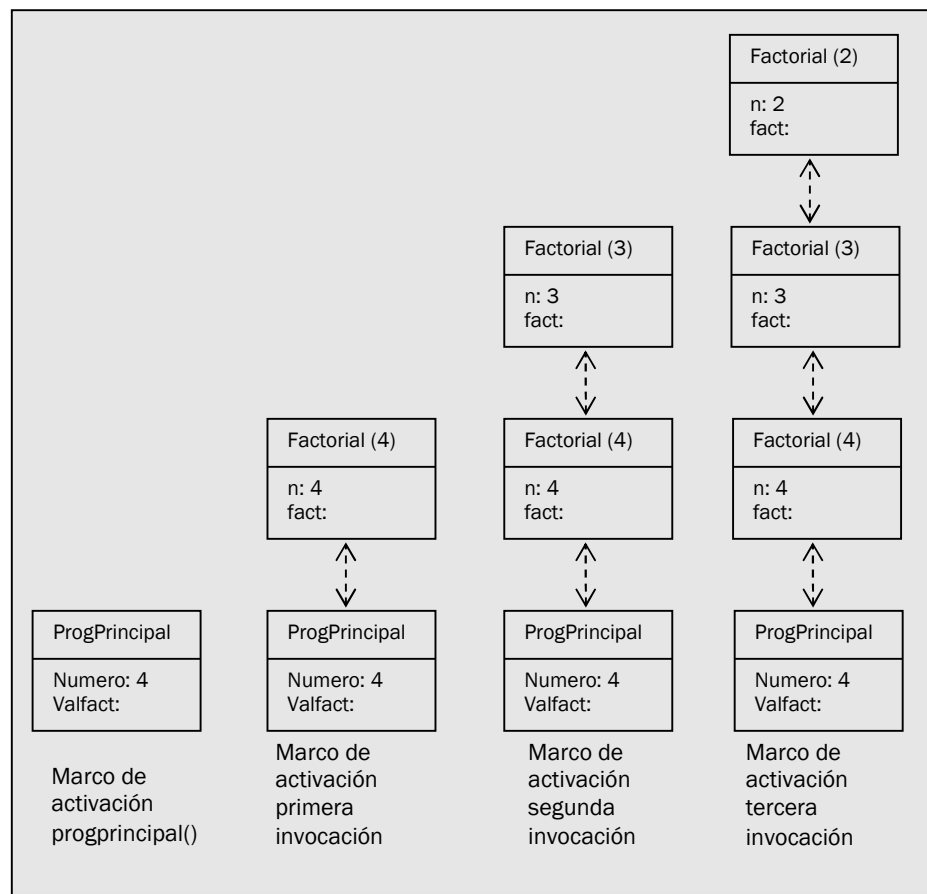 Factorial (2)
n: 2
fact:
Factorial (3)
n: 3
fact:
Factorial (3)
n: 3
fact:
Factorial (4)
n: 4
fact:
Factorial (4)
n: 4
fact:
Factorial (4)
n: 4
fact:
ProgPrincipal
Numero: 4
Valfact:
ProgPrincipal
Numero: 4
Valfact:
ProgPrincipal
Numero: 4
Valfact:
ProgPrincipal
Numero: 4
Valfact:
Marco de
activación
progprincipal()
Marco de
activación
primera
invocación
Marco de
activación
segunda
invocación
Marco de
activación
tercera
invocación